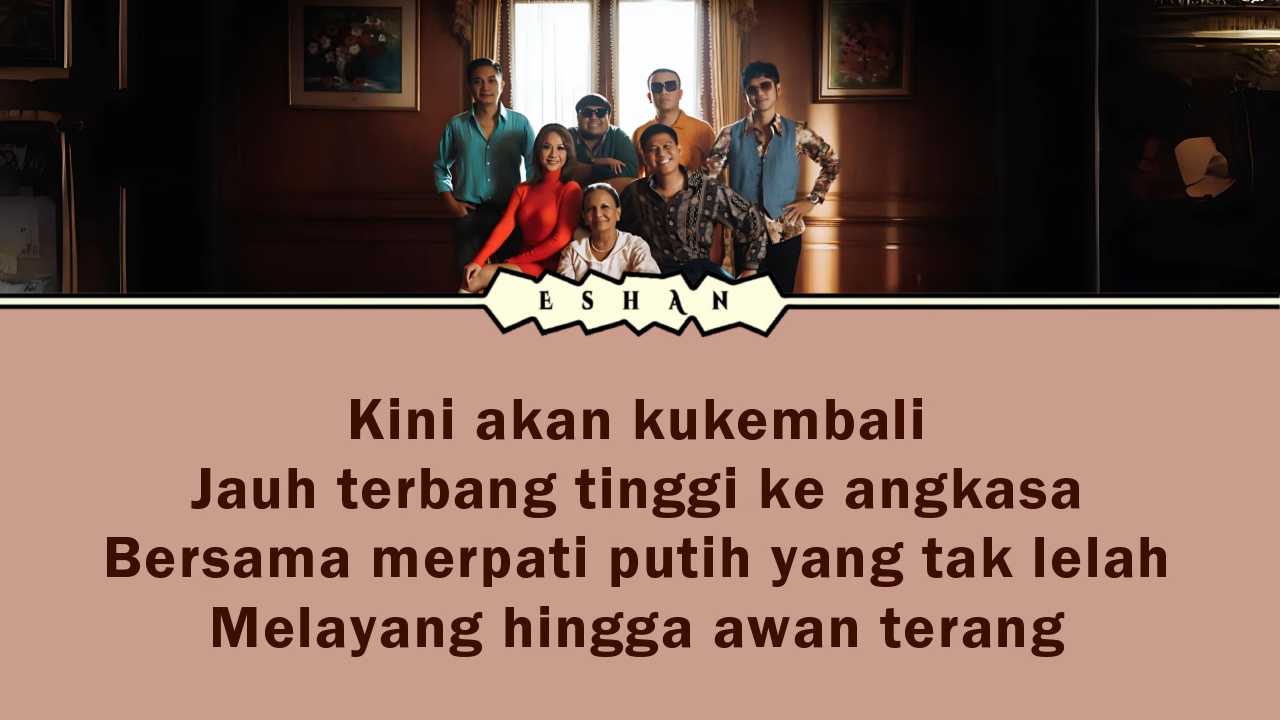 ESHAN
Kini akan kukembali
Jauh terbang tinggi ke angkasa
Bersama merpati putih yang tak lelah
Melayang hingga awan terang